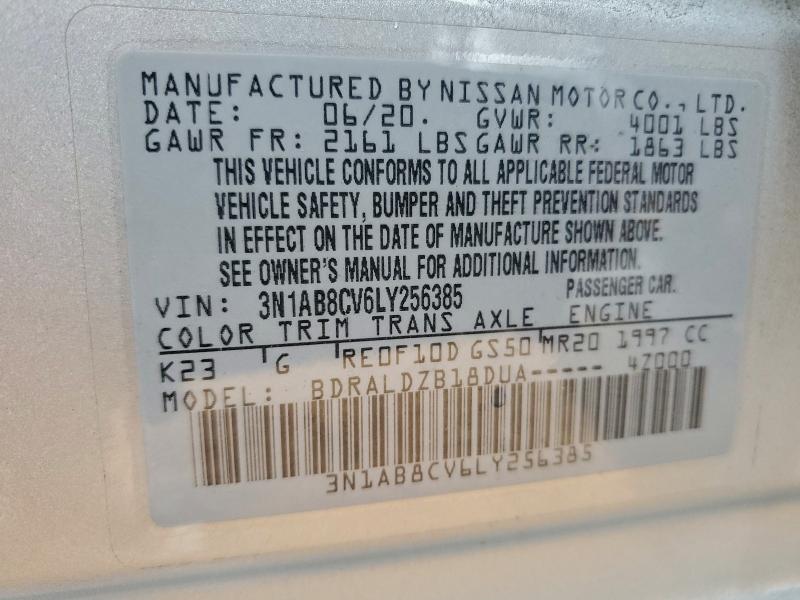 MANUFACTURED BY NISSAN MOTOR CO., LTD.
DATE: 06/20. GVWR: 4001 LBS
GAWR FR: 2161 LBS GAWR RR: 1863 LBS
THIS VEHICLE CONFORMS TO ALL APPLICABLE FEDERAL MOTOR
VEHICLE SAFETY, BUMPER AND THEFT PREVENTION STANDARDS
IN EFFECT ON THE DATE OF MANUFACTURE SHOWN ABOVE.
SEE OWNER'S MANUAL FOR ADDITIONAL INFORMATION.
VIN: 3N1AB8CV6LY256385 PASSENGER CAR.
COLOR TRIM TRANS AXLE ENGINE
K23 G RE0F10D GS50 MR20 1997 CC
MODEL: BDRALDZB18DUA----- 4Z000
3N1AB8CV6LY256385